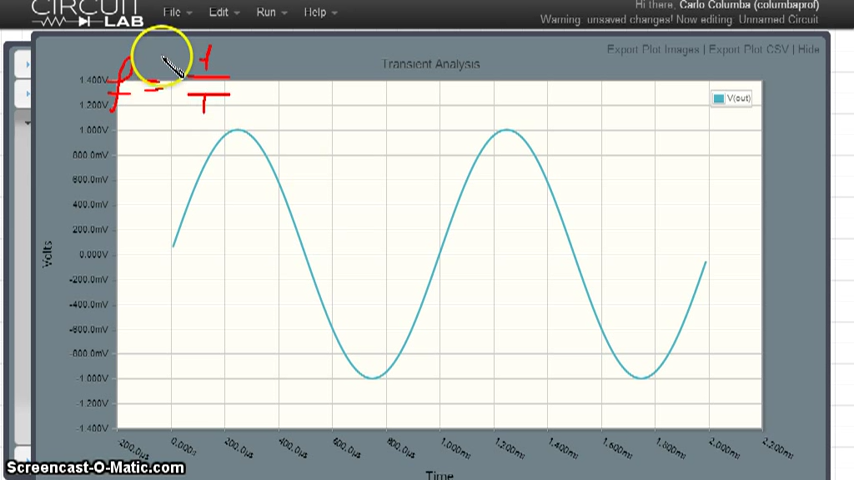 CIRCUIT
LAB
File Edit Run Help
Hi there, Carlo Columba (columbaprof)
Warning: unsaved changes! Now editing: Unnamed Circuit
Export Plot Images | Export Plot CSV | Hide
Transient Analysis
f = 1
T
V(out)
1.400V
1.200V
1.000V
800.0mV
600.0mV
400.0mV
200.0mV
0.000V
-200.0mV
-400.0mV
-600.0mV
-800.0mV
-1.000V
-1.200V
-1.400V
Volts
-200.0µs 0.000s 200.0µs 400.0µs 600.0µs 800.0µs 1.000ms 1.200ms 1.400ms 1.600ms 1.800ms 2.000ms 2.200ms
Time
Screencast-O-Matic.com